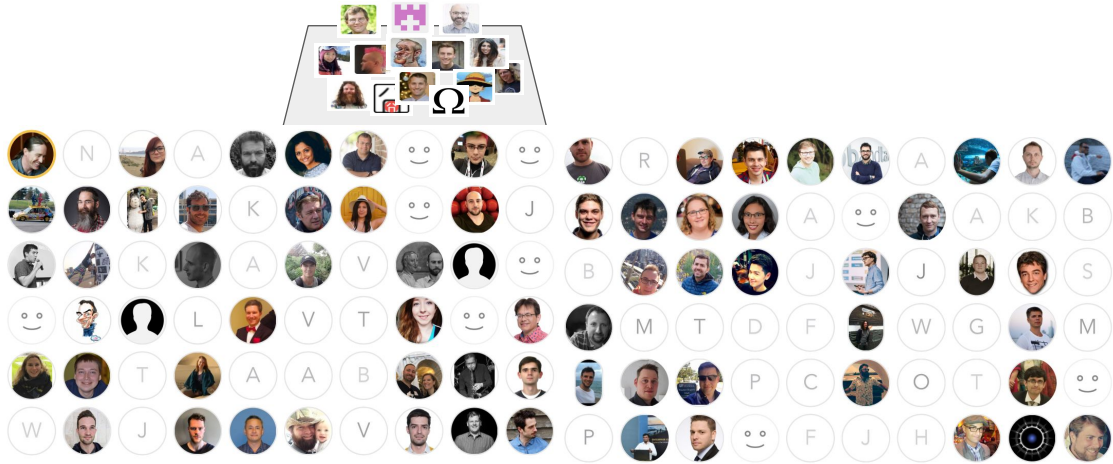 Ω
N A R A
K J A A K B
K A V B J J S
L V T M T D F W G M
T A A B P C O T
W J V P F J H